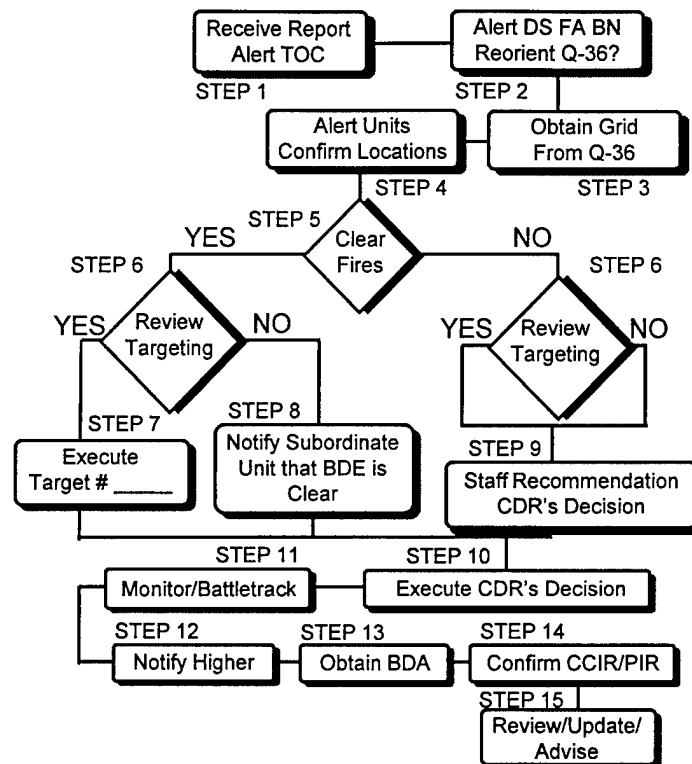 Receive Report
Alert TOC
STEP 1
Alert DS FA BN
Reorient Q-36?
STEP 2
Obtain Grid
From Q-36
STEP 3
Alert Units
Confirm Locations
STEP 4
STEP 5
Clear
Fires
YES
NO
STEP 6
Review
Targeting
YES
NO
STEP 6
Review
Targeting
YES
NO
STEP 7
Execute
Target # ______
STEP 8
Notify Subordinate
Unit that BDE is
Clear
STEP 9
Staff Recommendation
CDR's Decision
STEP 10
Execute CDR's Decision
STEP 11
Monitor/Battletrack
STEP 12
Notify Higher
STEP 13
Obtain BDA
STEP 14
Confirm CCIR/PIR
STEP 15
Review/Update/
Advise